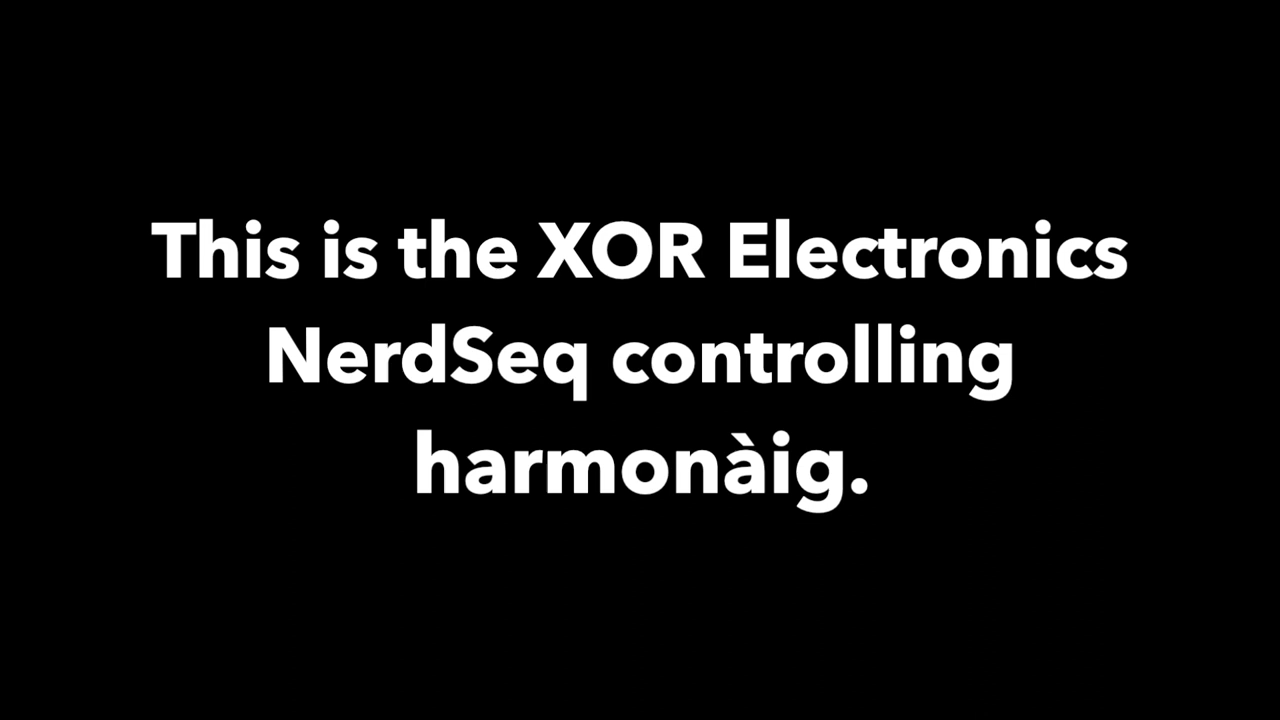 This is the XOR Electronics
NerdSeq controlling
harmonàig.